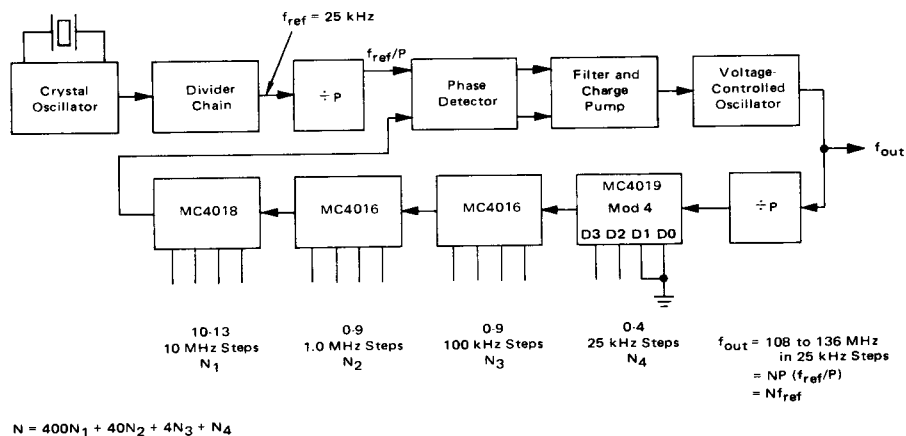 f_ref = 25 kHz
f_ref/P
Crystal
Oscillator
Divider
Chain
÷P
Phase
Detector
Filter and
Charge
Pump
Voltage-
Controlled
Oscillator
f_out
MC4018
MC4016
MC4016
MC4019
Mod 4
D3 D2 D1 D0
÷P
10-13
10 MHz Steps
N₁
0-9
1.0 MHz Steps
N₂
0-9
100 kHz Steps
N₃
0-4
25 kHz Steps
N₄
f_out = 108 to 136 MHz
in 25 kHz Steps
= NP (f_ref/P)
= Nf_ref
N = 400N₁ + 40N₂ + 4N₃ + N₄